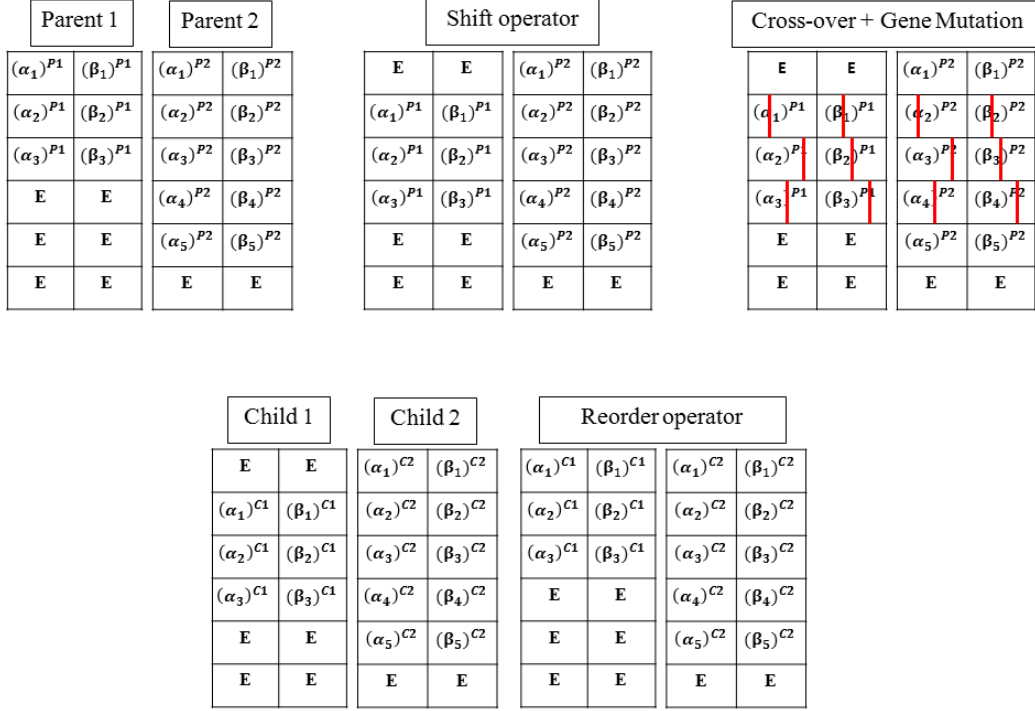 Parent 1 Parent 2 Shift operator Cross-over + Gene Mutation
(α₁)ᴾ¹ (β₁)ᴾ¹ (α₁)ᴾ² (β₁)ᴾ² E E (α₁)ᴾ² (β₁)ᴾ² E E (α₁)ᴾ² (β₁)ᴾ²
(α₂)ᴾ¹ (β₂)ᴾ¹ (α₂)ᴾ² (β₂)ᴾ² (α₁)ᴾ¹ (β₁)ᴾ¹ (α₂)ᴾ² (β₂)ᴾ² (α₁)ᴾ¹ (β₁)ᴾ¹ (α₂)ᴾ² (β₂)ᴾ²
(α₃)ᴾ¹ (β₃)ᴾ¹ (α₃)ᴾ² (β₃)ᴾ² (α₂)ᴾ¹ (β₂)ᴾ¹ (α₃)ᴾ² (β₃)ᴾ² (α₂)ᴾ¹ (β₂)ᴾ¹ (α₃)ᴾ² (β₃)ᴾ²
E E (α₄)ᴾ² (β₄)ᴾ² (α₃)ᴾ¹ (β₃)ᴾ¹ (α₄)ᴾ² (β₄)ᴾ² (α₃)ᴾ¹ (β₃)ᴾ¹ (α₄)ᴾ² (β₄)ᴾ²
E E (α₅)ᴾ² (β₅)ᴾ² E E (α₅)ᴾ² (β₅)ᴾ² E E (α₅)ᴾ² (β₅)ᴾ²
E E E E E E E E E E E E
Child 1 Child 2 Reorder operator
E E (α₁)ᶜ² (β₁)ᶜ² (α₁)ᶜ¹ (β₁)ᶜ¹ (α₁)ᶜ² (β₁)ᶜ²
(α₁)ᶜ¹ (β₁)ᶜ¹ (α₂)ᶜ² (β₂)ᶜ² (α₂)ᶜ¹ (β₂)ᶜ¹ (α₂)ᶜ² (β₂)ᶜ²
(α₂)ᶜ¹ (β₂)ᶜ¹ (α₃)ᶜ² (β₃)ᶜ² (α₃)ᶜ¹ (β₃)ᶜ¹ (α₃)ᶜ² (β₃)ᶜ²
(α₃)ᶜ¹ (β₃)ᶜ¹ (α₄)ᶜ² (β₄)ᶜ² E E (α₄)ᶜ² (β₄)ᶜ²
E E (α₅)ᶜ² (β₅)ᶜ² E E (α₅)ᶜ² (β₅)ᶜ²
E E E E E E E E